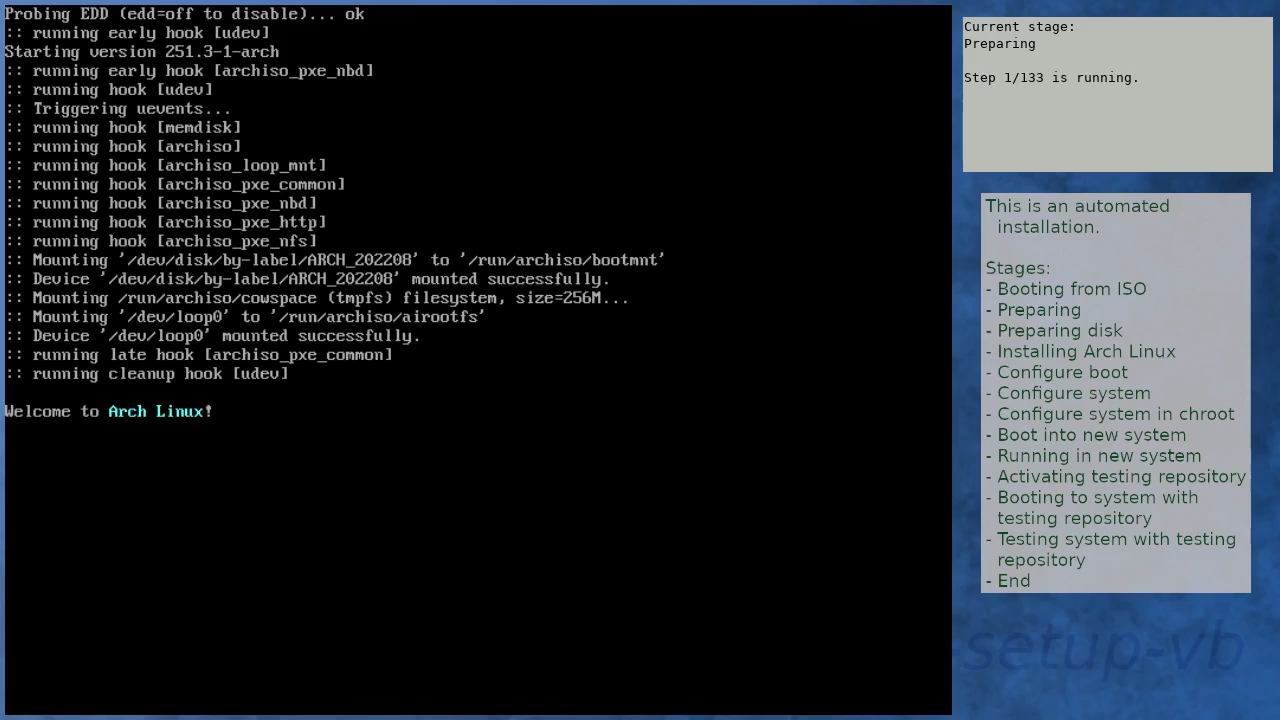 Probing EDD (edd=off to disable)... ok
:: running early hook [udev]
Starting version 251.3-1-arch
:: running early hook [archiso_pxe_nbd]
:: running hook [udev]
:: Triggering uevents...
:: running hook [memdisk]
:: running hook [archiso]
:: running hook [archiso_loop_mnt]
:: running hook [archiso_pxe_common]
:: running hook [archiso_pxe_nbd]
:: running hook [archiso_pxe_http]
:: running hook [archiso_pxe_nfs]
:: Mounting '/dev/disk/by-label/ARCH_202208' to '/run/archiso/bootmnt'
:: Device '/dev/disk/by-label/ARCH_202208' mounted successfully.
:: Mounting /run/archiso/cowspace (tmpfs) filesystem, size=256M...
:: Mounting '/dev/loop0' to '/run/archiso/airootfs'
:: Device '/dev/loop0' mounted successfully.
:: running late hook [archiso_pxe_common]
:: running cleanup hook [udev]
Welcome to Arch Linux!
Current stage:
Preparing
Step 1/133 is running.
This is an automated
installation.
Stages:
- Booting from ISO
- Preparing
- Preparing disk
- Installing Arch Linux
- Configure boot
- Configure system
- Configure system in chroot
- Boot into new system
- Running in new system
- Activating testing repository
- Booting to system with
testing repository
- Testing system with testing
repository
- End
setup-vb